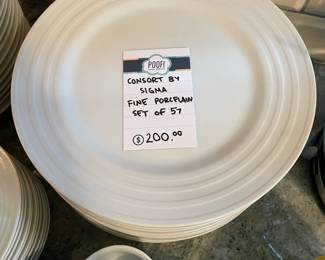 POOF!
CONSORT BY
SIGMA
FINE PORCELAIN
SET OF 57
$200.00